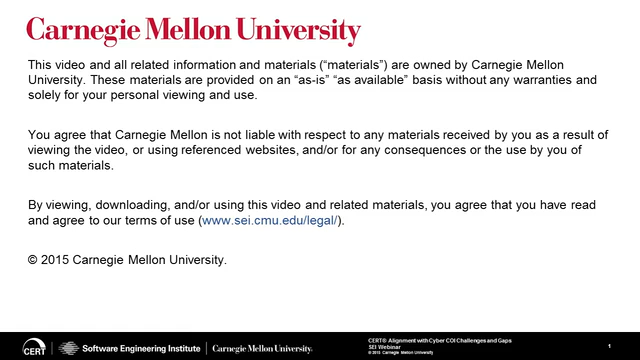 Carnegie Mellon University
This video and all related information and materials (“materials”) are owned by Carnegie Mellon
University. These materials are provided on an “as-is” “as available” basis without any warranties and
solely for your personal viewing and use.
You agree that Carnegie Mellon is not liable with respect to any materials received by you as a result of
viewing the video, or using referenced websites, and/or for any consequences or the use by you of
such materials.
By viewing, downloading, and/or using this video and related materials, you agree that you have read
and agree to our terms of use (www.sei.cmu.edu/legal/).
© 2015 Carnegie Mellon University.
CERT
Software Engineering Institute
Carnegie Mellon University.
CERT® Alignment with Cyber COI Challenges and Gaps
SEI Webinar
© 2015 Carnegie Mellon University
1